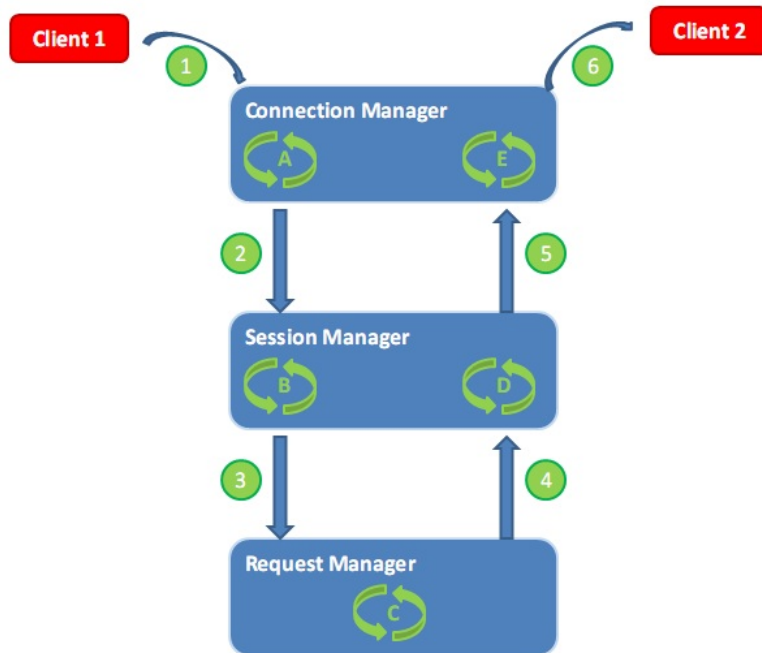 Client 1
1
6
Client 2
Connection Manager
A
E
2
5
Session Manager
B
D
3
4
Request Manager
C